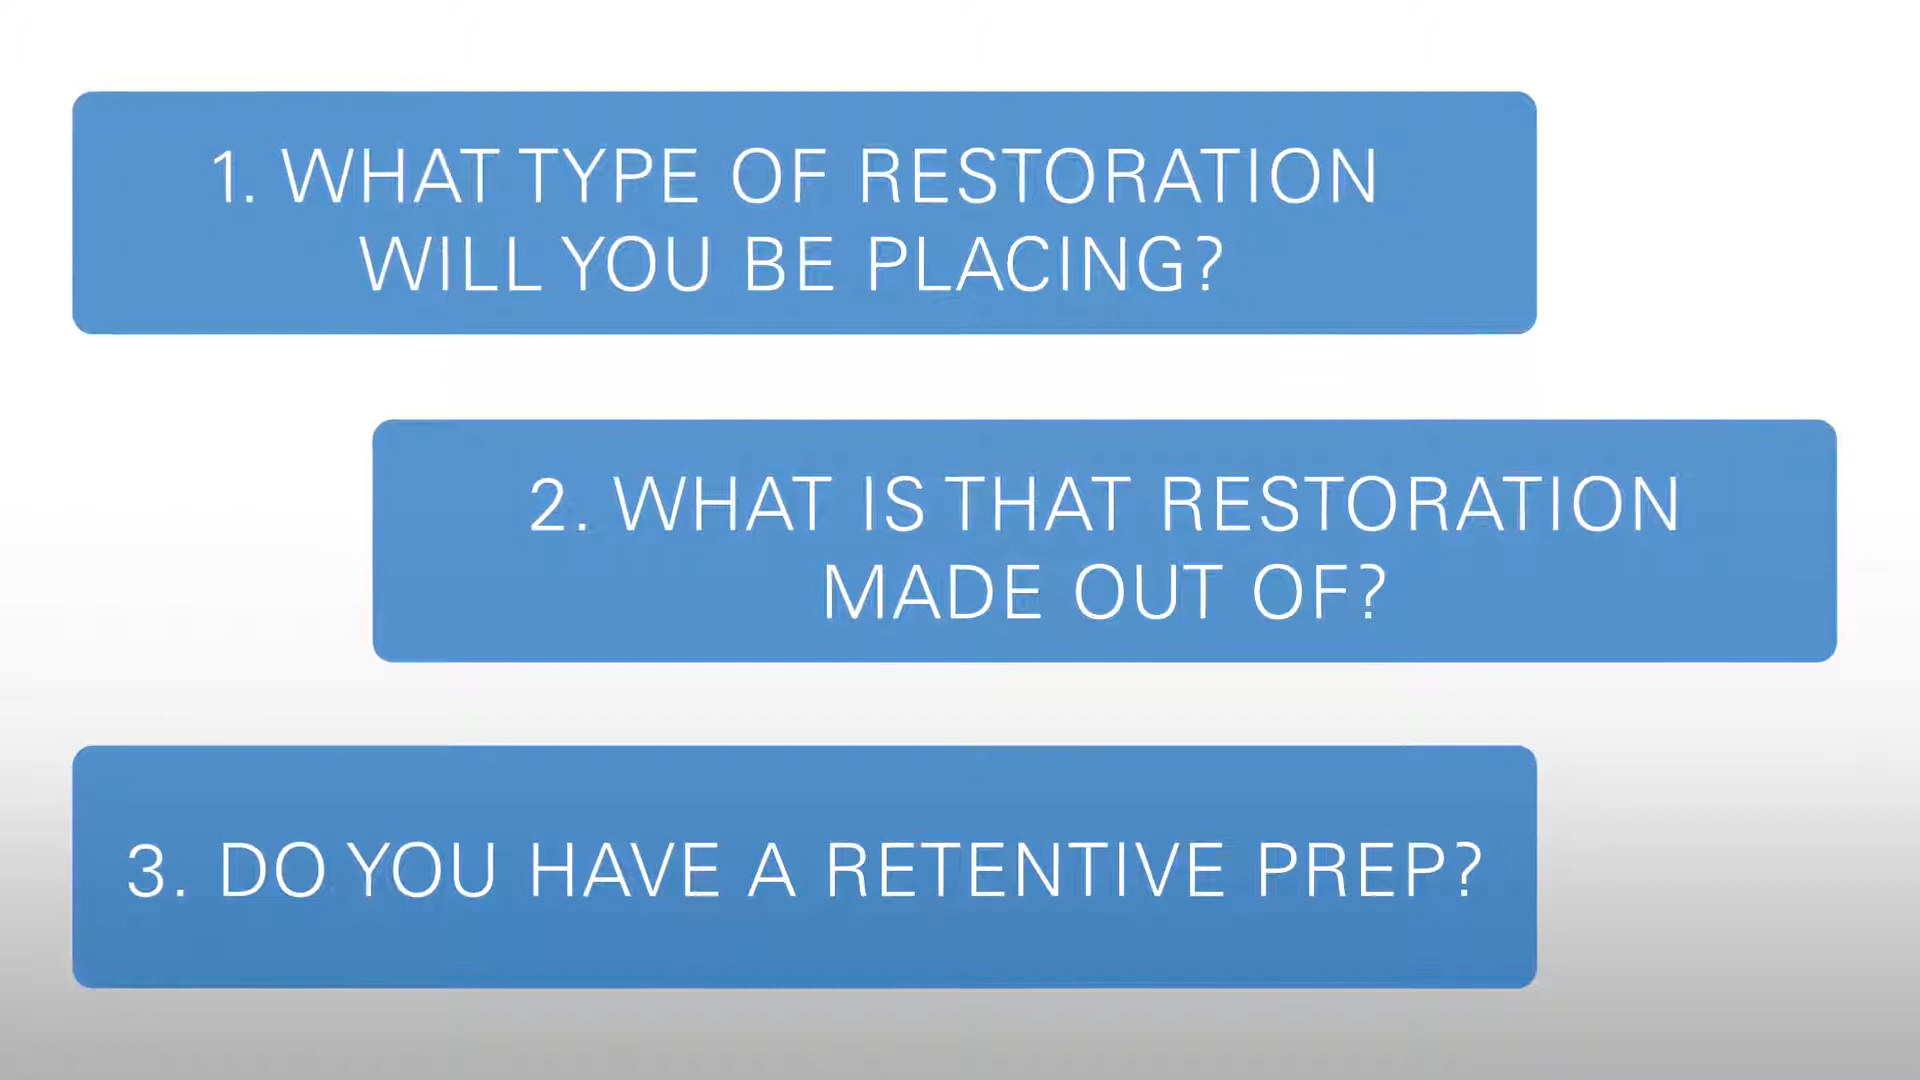 1. WHAT TYPE OF RESTORATION
WILL YOU BE PLACING?
2. WHAT IS THAT RESTORATION
MADE OUT OF?
3. DO YOU HAVE A RETENTIVE PREP?